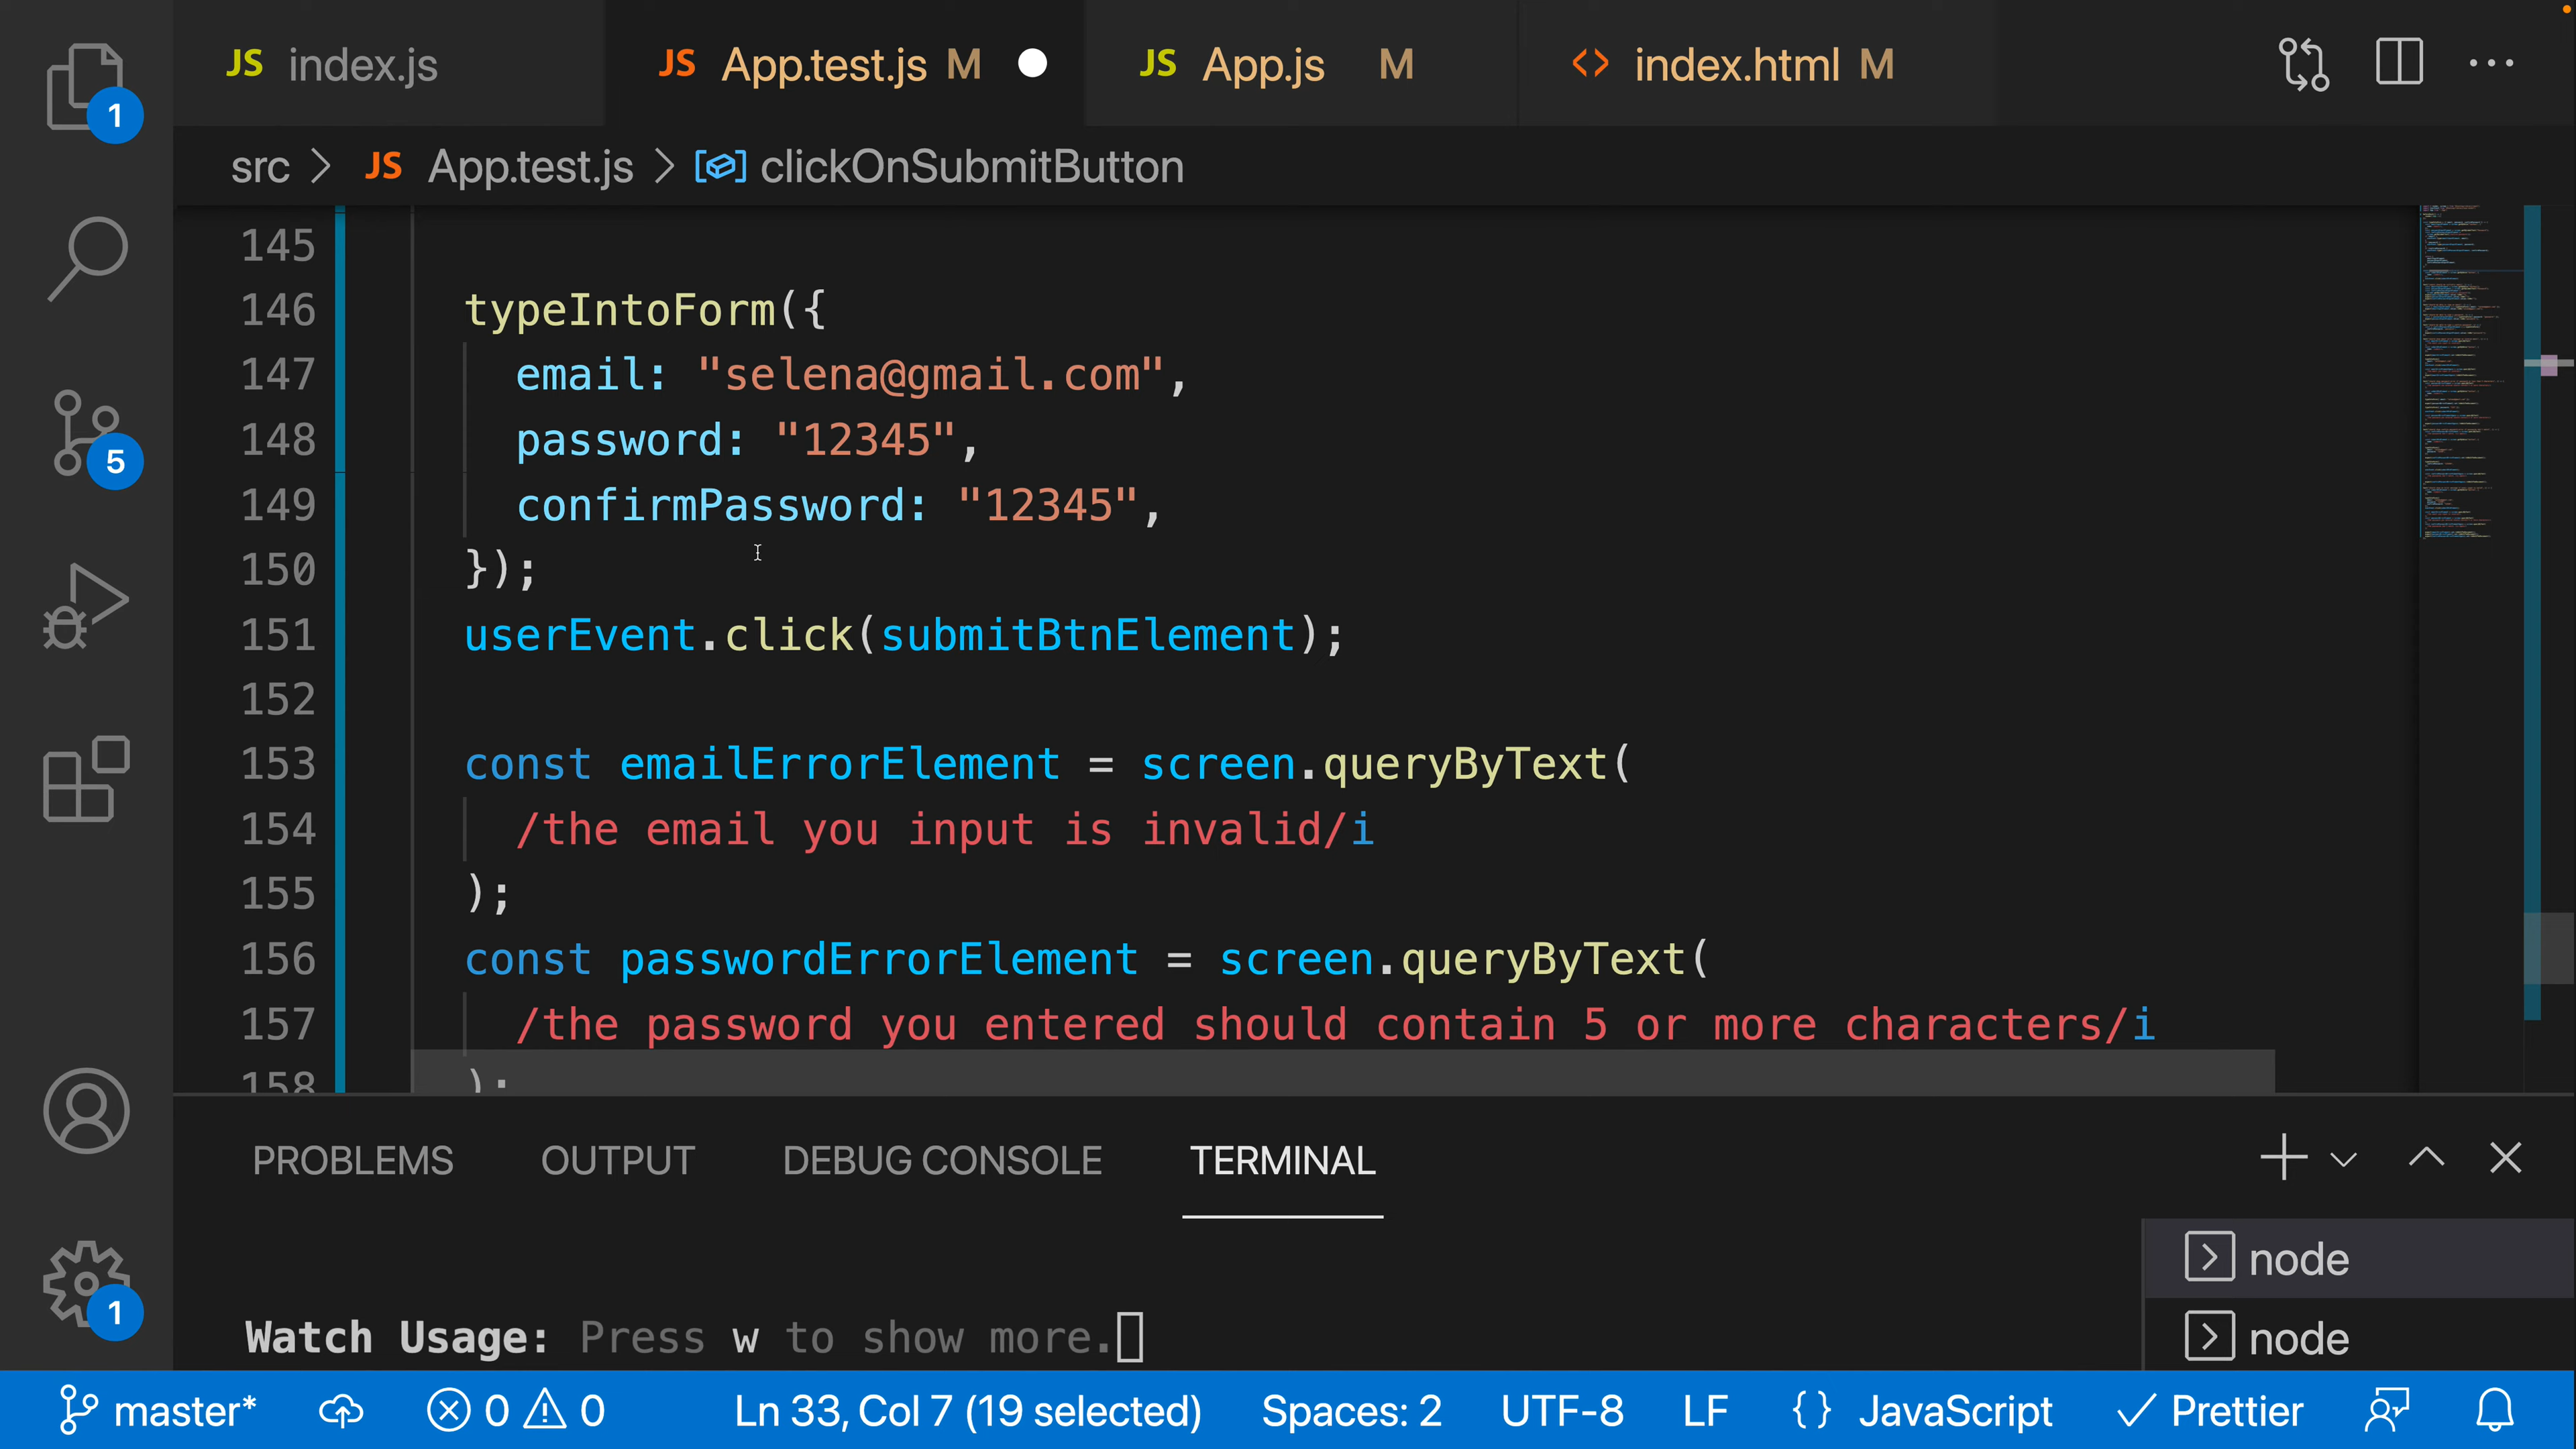 JS index.js JS App.test.js M JS App.js M <> index.html M
src > JS App.test.js > clickOnSubmitButton
145
146 typeIntoForm({
147 email: "selena@gmail.com",
148 password: "12345",
149 confirmPassword: "12345",
150 });
151 userEvent.click(submitBtnElement);
152
153 const emailErrorElement = screen.queryByText(
154 /the email you input is invalid/i
155 );
156 const passwordErrorElement = screen.queryByText(
157 /the password you entered should contain 5 or more characters/i
158 );
1
5
1
PROBLEMS OUTPUT DEBUG CONSOLE TERMINAL
Watch Usage: Press w to show more.
node
node
master* 0 0 Ln 33, Col 7 (19 selected) Spaces: 2 UTF-8 LF {} JavaScript Prettier